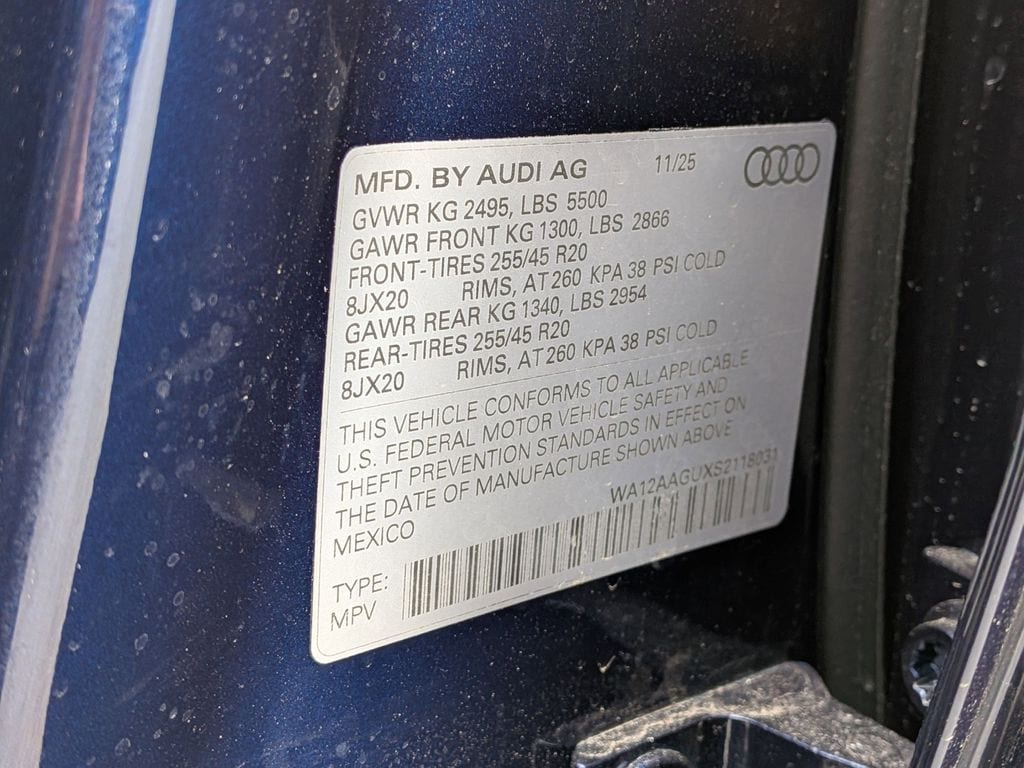 MFD. BY AUDI AG 11/25
GVWR KG 2495, LBS 5500
GAWR FRONT KG 1300, LBS 2866
FRONT-TIRES 255/45 R20
8JX20 RIMS, AT 260 KPA 38 PSI COLD
GAWR REAR KG 1340, LBS 2954
REAR-TIRES 255/45 R20
8JX20 RIMS, AT 260 KPA 38 PSI COLD
THIS VEHICLE CONFORMS TO ALL APPLICABLE
U.S. FEDERAL MOTOR VEHICLE SAFETY AND
THEFT PREVENTION STANDARDS IN EFFECT ON
THE DATE OF MANUFACTURE SHOWN ABOVE
MEXICO WA12AAGUXS2118031
TYPE:
MPV